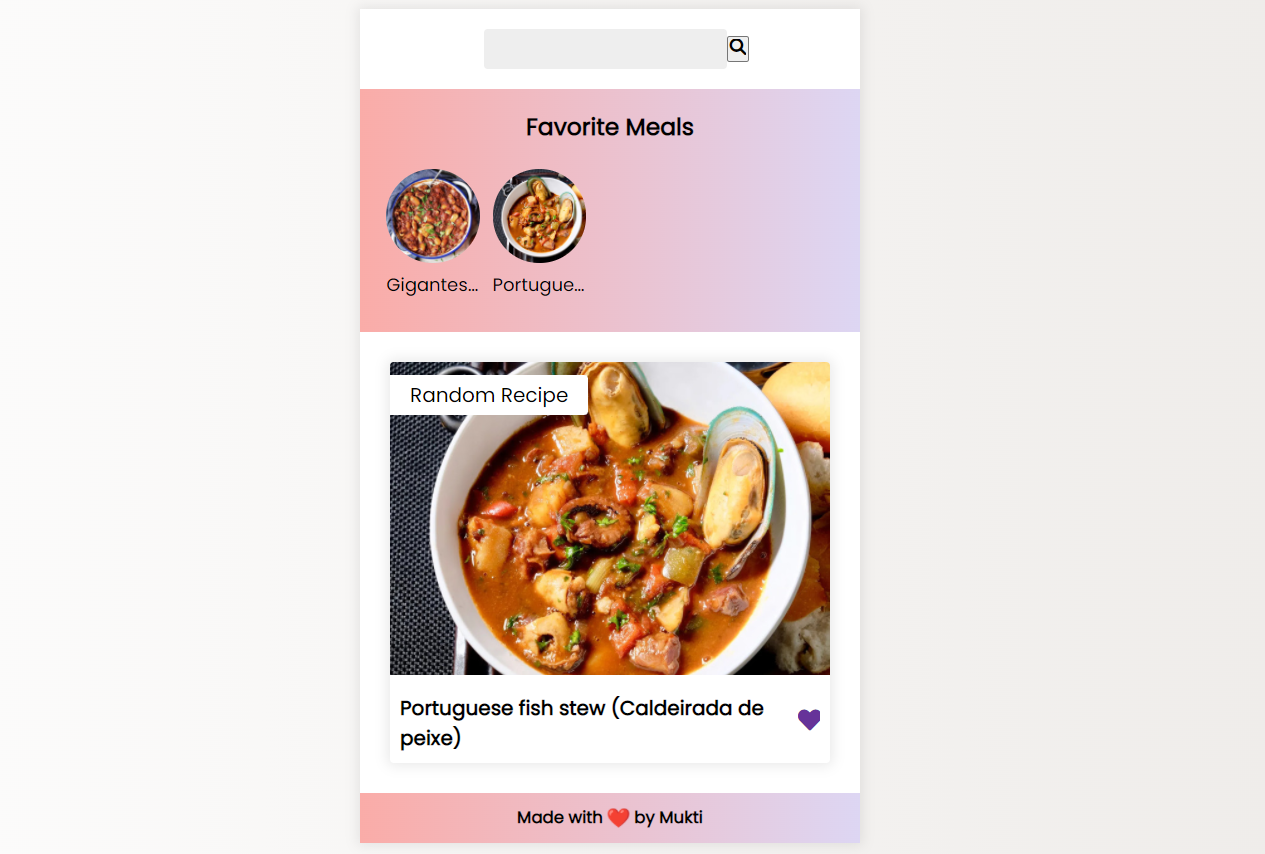 Favorite Meals
Gigantes...
Portugue...
Random Recipe
Portuguese fish stew (Caldeirada de
peixe)
Made with ❤️ by Mukti